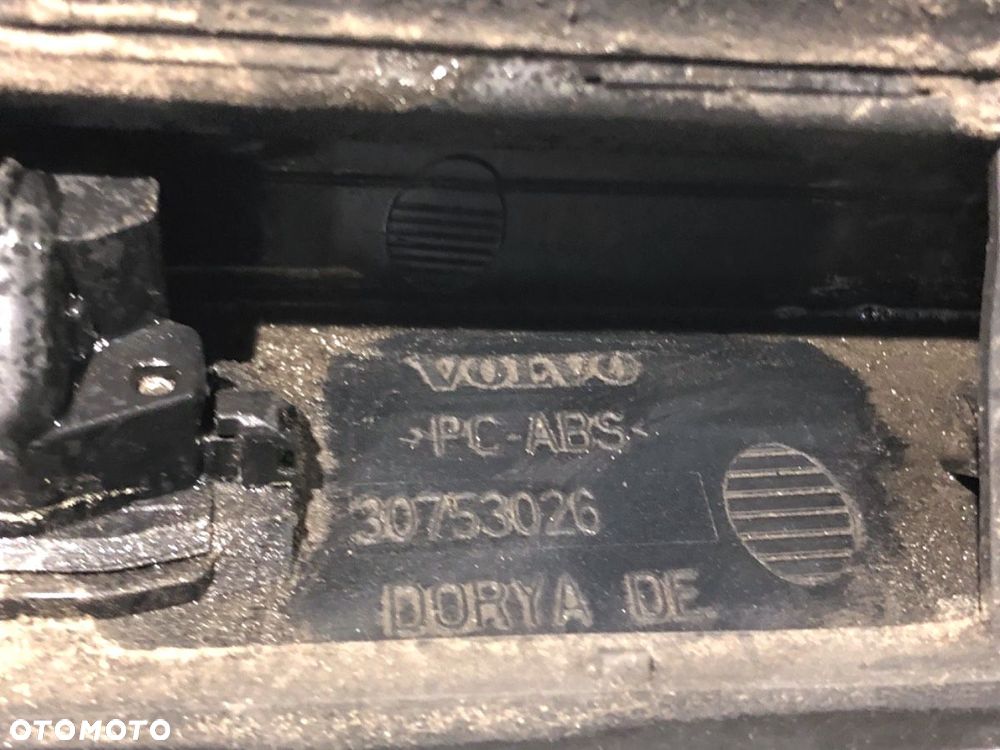 VOLVO
>PC-ABS<
30753026
DORYA DE
OTOMOTO